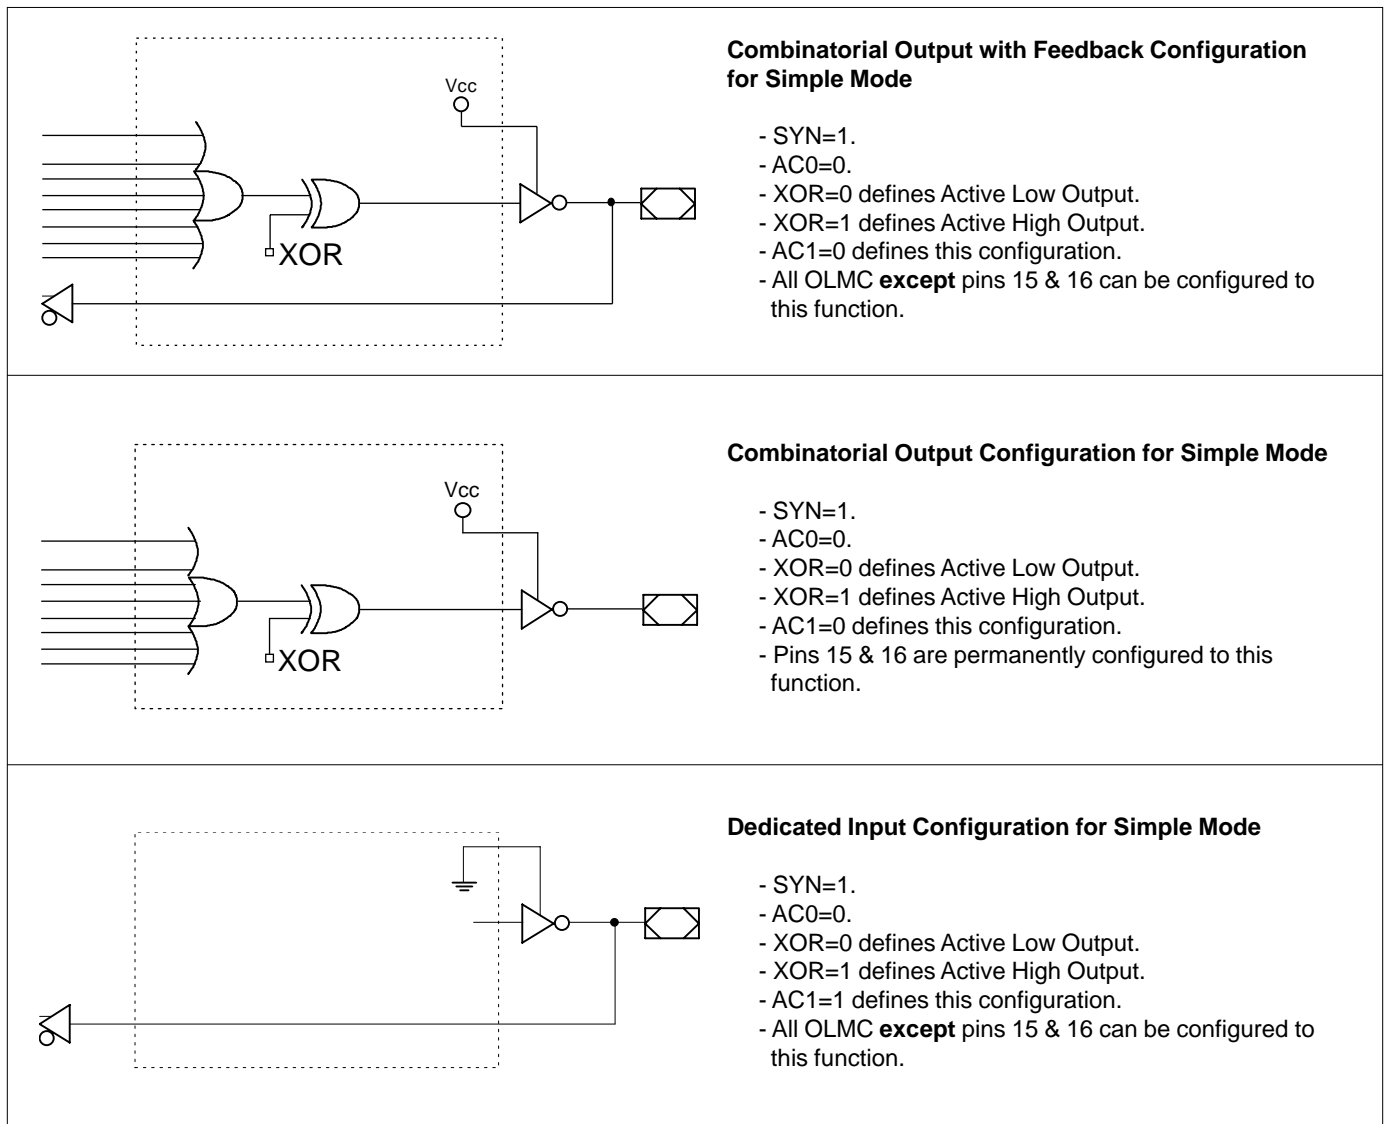 Combinatorial Output with Feedback Configuration
for Simple Mode
Vcc
XOR
- SYN=1.
- AC0=0.
- XOR=0 defines Active Low Output.
- XOR=1 defines Active High Output.
- AC1=0 defines this configuration.
- All OLMC except pins 15 & 16 can be configured to
this function.
Combinatorial Output Configuration for Simple Mode
Vcc
XOR
- SYN=1.
- AC0=0.
- XOR=0 defines Active Low Output.
- XOR=1 defines Active High Output.
- AC1=0 defines this configuration.
- Pins 15 & 16 are permanently configured to this
function.
Dedicated Input Configuration for Simple Mode
- SYN=1.
- AC0=0.
- XOR=0 defines Active Low Output.
- XOR=1 defines Active High Output.
- AC1=1 defines this configuration.
- All OLMC except pins 15 & 16 can be configured to
this function.